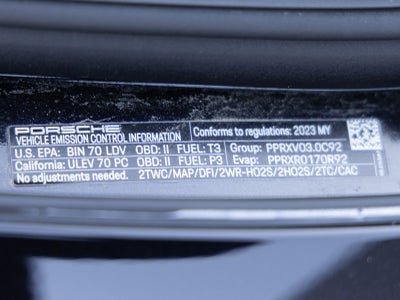 PORSCHE
VEHICLE EMISSION CONTROL INFORMATION
Conforms to regulations: 2023 MY
U.S. EPA: BIN 70 LDV OBD: II FUEL: T3 Group: PPRXV03.0C92
California: ULEV 70 PC OBD: II FUEL: P3 Evap: PPRXR0170R92
No adjustments needed. 2TWC/MAP/DFI/2WR-HO2S/2HO2S/2TC/CAC